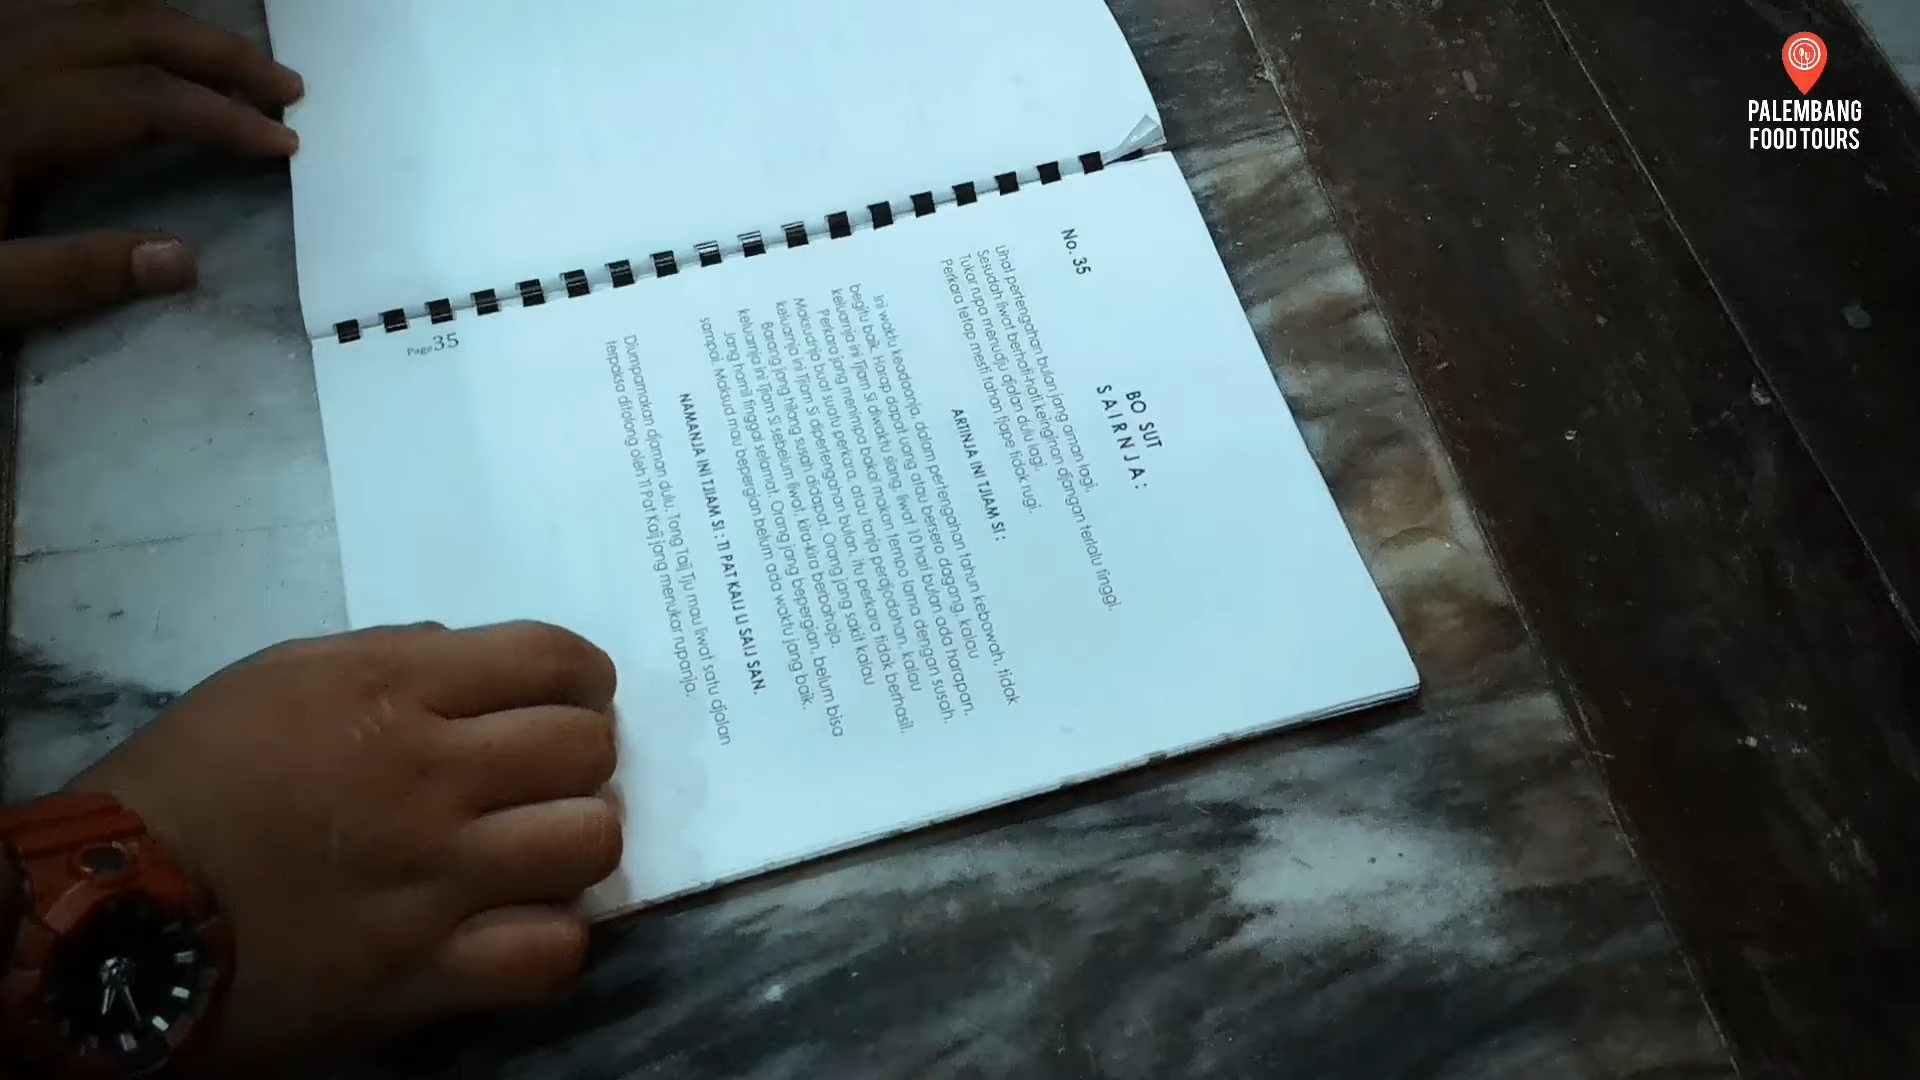 No. 35
BO SUT
SAIRNJA:
Lihat pertengahan bulan jang aman lagi,
Sesudah liwat berhati-hati keinginan djangan terlalu tinggi.
Tukar rupa menudju djalan dulu lagi,
Perkara tetap mesti tahan tjape tidak rugi.
ARTINJA INI TJIAM SI:
Ini waktu keadanja, dalam pertengahan tahun kebawah, tidak
begitu baik. Harap dapat uang atau bersero dagang, kalau
keluarnja ini Tjiam Si diwaktu siang, liwat 10 hari bulan ada harapan.
Perkara jang menimpa bakal makan tempo lama dengan susah.
Maksudnja buat suatu perkara, atau tanja perdjodohan, kalau
keluarnja ini Tjiam Si dipertengahan bulan, itu perkara tidak berhasil.
Barang jang hilang susah didapat. Orang jang sakit kalau
keluarnja ini Tjiam Si sebelum liwat, kira-kira berbahaja.
Jang hamil tinggal selamat. Orang jang bepergian, belum bisa
sampai. Maksud mau bepergian belum ada waktu jang baik.
NAMANJA INI TJIAM SI: TI PAT KAIJ LI SAIJ SAN.
Djumpamakan djaman dulu, Tong Taij Tju mau liwat satu djalan
terpaksa ditolong oleh Ti Pat Kaij jang menukar rupanja.
Page 35
PALEMBANG
FOOD TOURS